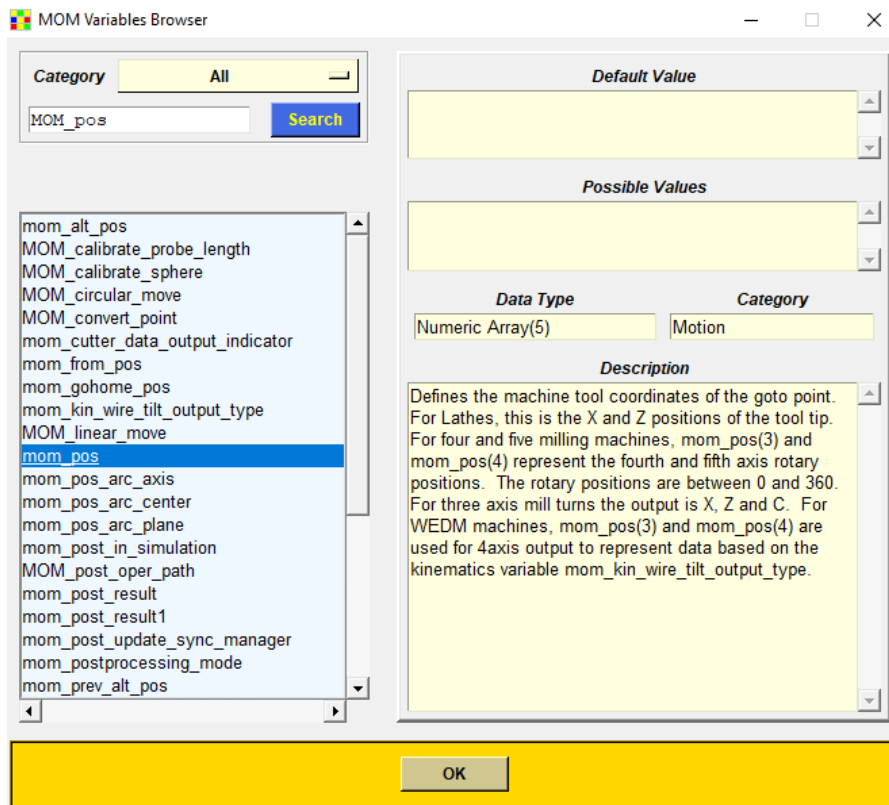 MOM Variables Browser
Category All
MOM_pos Search
mom_alt_pos
MOM_calibrate_probe_length
MOM_calibrate_sphere
MOM_circular_move
MOM_convert_point
mom_cutter_data_output_indicator
mom_from_pos
mom_gohome_pos
mom_kin_wire_tilt_output_type
MOM_linear_move
mom_pos
mom_pos_arc_axis
mom_pos_arc_center
mom_pos_arc_plane
mom_post_in_simulation
MOM_post_oper_path
mom_post_result
mom_post_result1
mom_post_update_sync_manager
mom_postprocessing_mode
mom_prev_alt_pos
Default Value
Possible Values
Data Type Category
Numeric Array(5) Motion
Description
Defines the machine tool coordinates of the goto point.
For Lathes, this is the X and Z positions of the tool tip.
For four and five milling machines, mom_pos(3) and
mom_pos(4) represent the fourth and fifth axis rotary
positions.  The rotary positions are between 0 and 360.
For three axis mill turns the output is X, Z and C.  For
WEDM machines, mom_pos(3) and mom_pos(4) are
used for 4axis output to represent data based on the
kinematics variable mom_kin_wire_tilt_output_type.
OK